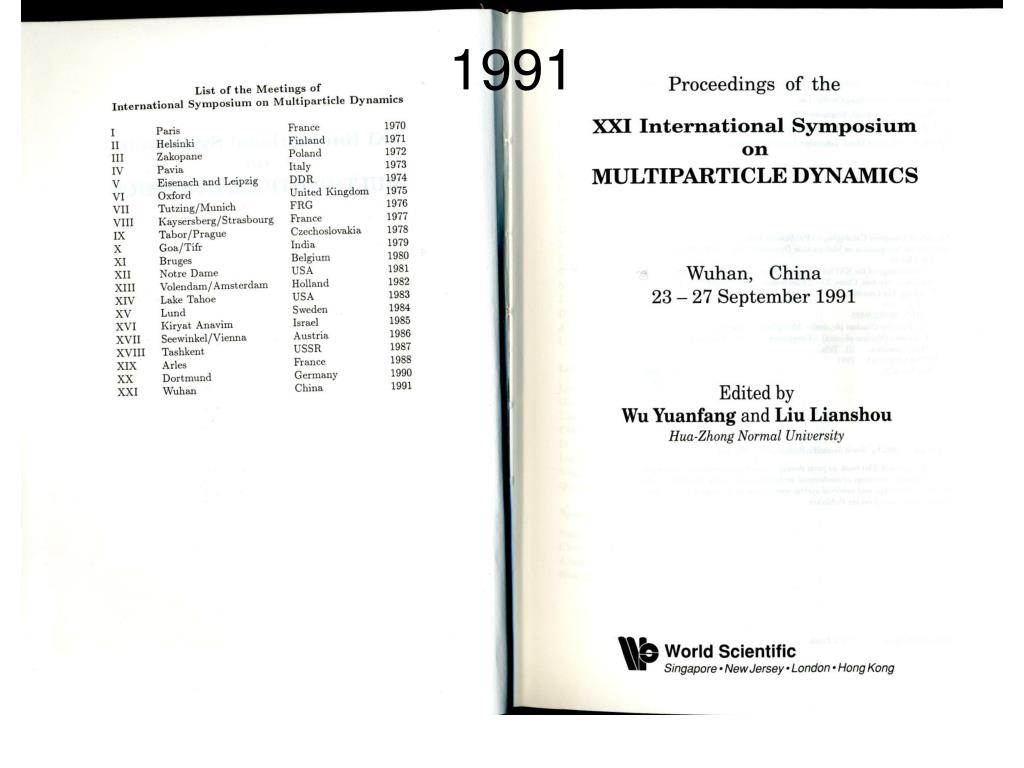 1991
List of the Meetings of
International Symposium on Multiparticle Dynamics
I Paris France 1970
II Helsinki Finland 1971
III Zakopane Poland 1972
IV Pavia Italy 1973
V Eisenach and Leipzig DDR 1974
VI Oxford United Kingdom 1975
VII Tutzing/Munich FRG 1976
VIII Kaysersberg/Strasbourg France 1977
IX Tabor/Prague Czechoslovakia 1978
X Goa/Tifr India 1979
XI Bruges Belgium 1980
XII Notre Dame USA 1981
XIII Volendam/Amsterdam Holland 1982
XIV Lake Tahoe USA 1983
XV Lund Sweden 1984
XVI Kiryat Anavim Israel 1985
XVII Seewinkel/Vienna Austria 1986
XVIII Tashkent USSR 1987
XIX Arles France 1988
XX Dortmund Germany 1990
XXI Wuhan China 1991
Proceedings of the
XXI International Symposium
on
MULTIPARTICLE DYNAMICS
Wuhan, China
23 – 27 September 1991
Edited by
Wu Yuanfang and Liu Lianshou
Hua-Zhong Normal University
World Scientific
Singapore • New Jersey • London • Hong Kong